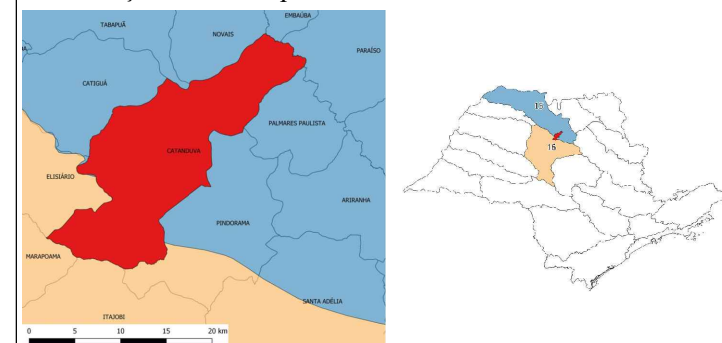 EMBAÚBA
TABAPUÃ
NOVAIS
PARAÍSO
CATIGUÁ
PALMARES PAULISTA
CATANDUVA
ELISIÁRIO
ARIRANHA
PINDORAMA
MARAPOAMA
SANTA ADÉLIA
ITAJOBI
0 5 10 15 20 km
15
16